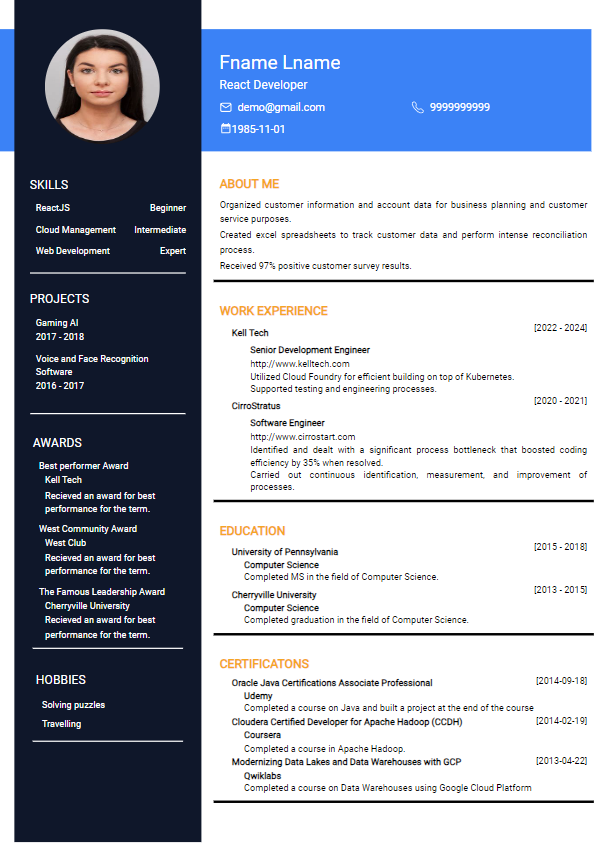 Fname Lname
React Developer
demo@gmail.com
9999999999
1985-11-01
SKILLS
ReactJS Beginner
Cloud Management Intermediate
Web Development Expert
PROJECTS
Gaming AI
2017 - 2018
Voice and Face Recognition
Software
2016 - 2017
AWARDS
Best performer Award
Kell Tech
Recieved an award for best
performance for the term.
West Community Award
West Club
Recieved an award for best
performance for the term.
The Famous Leadership Award
Cherryville University
Recieved an award for best
performance for the term.
HOBBIES
Solving puzzles
Travelling
ABOUT ME
Organized customer information and account data for business planning and customer
service purposes.
Created excel spreadsheets to track customer data and perform intense reconciliation
process.
Received 97% positive customer survey results.
WORK EXPERIENCE
Kell Tech [2022 - 2024]
Senior Development Engineer
http://www.kelltech.com
Utilized Cloud Foundry for efficient building on top of Kubernetes.
Supported testing and engineering processes.
CirroStratus [2020 - 2021]
Software Engineer
http://www.cirrostart.com
Identified and dealt with a significant process bottleneck that boosted coding
efficiency by 35% when resolved.
Carried out continuous identification, measurement, and improvement of
processes.
EDUCATION
University of Pennsylvania [2015 - 2018]
Computer Science
Completed MS in the field of Computer Science.
Cherryville University [2013 - 2015]
Computer Science
Completed graduation in the field of Computer Science.
CERTIFICATONS
Oracle Java Certifications Associate Professional [2014-09-18]
Udemy
Completed a course on Java and built a project at the end of the course
Cloudera Certified Developer for Apache Hadoop (CCDH) [2014-02-19]
Coursera
Completed a course in Apache Hadoop.
Modernizing Data Lakes and Data Warehouses with GCP [2013-04-22]
Qwiklabs
Completed a course on Data Warehouses using Google Cloud Platform